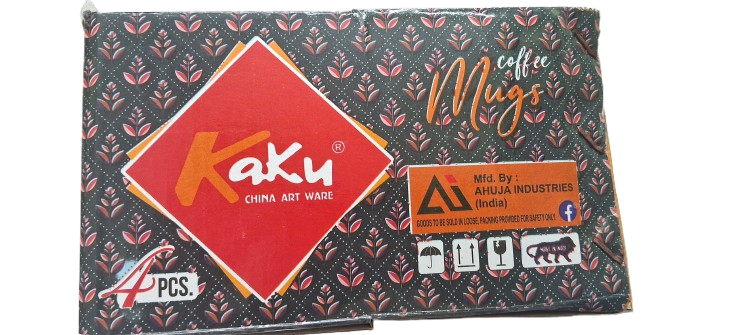 Kaku®
CHINA ART WARE
4 PCS.
coffee
Mugs
Mfd. By :
AHUJA INDUSTRIES
(India)
GOODS TO BE SOLD IN LOOSE, PACKING PROVIDED FOR SAFETY ONLY.